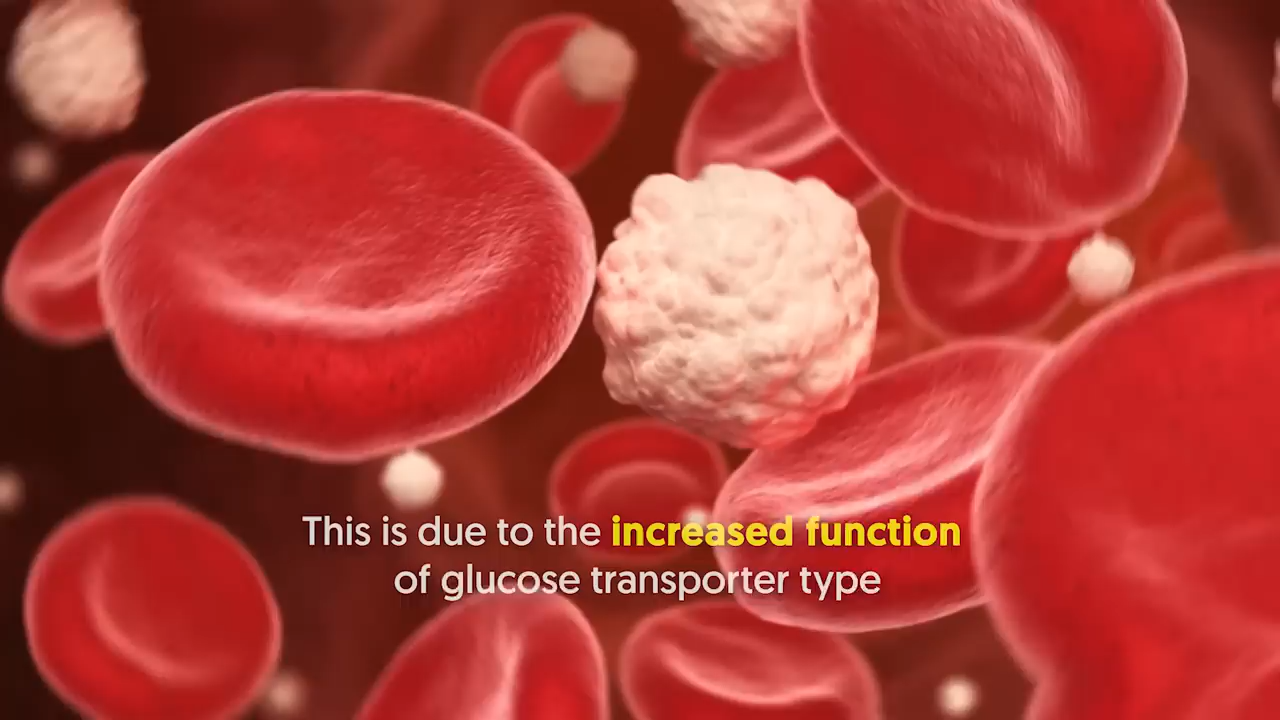 This is due to the increased function
of glucose transporter type